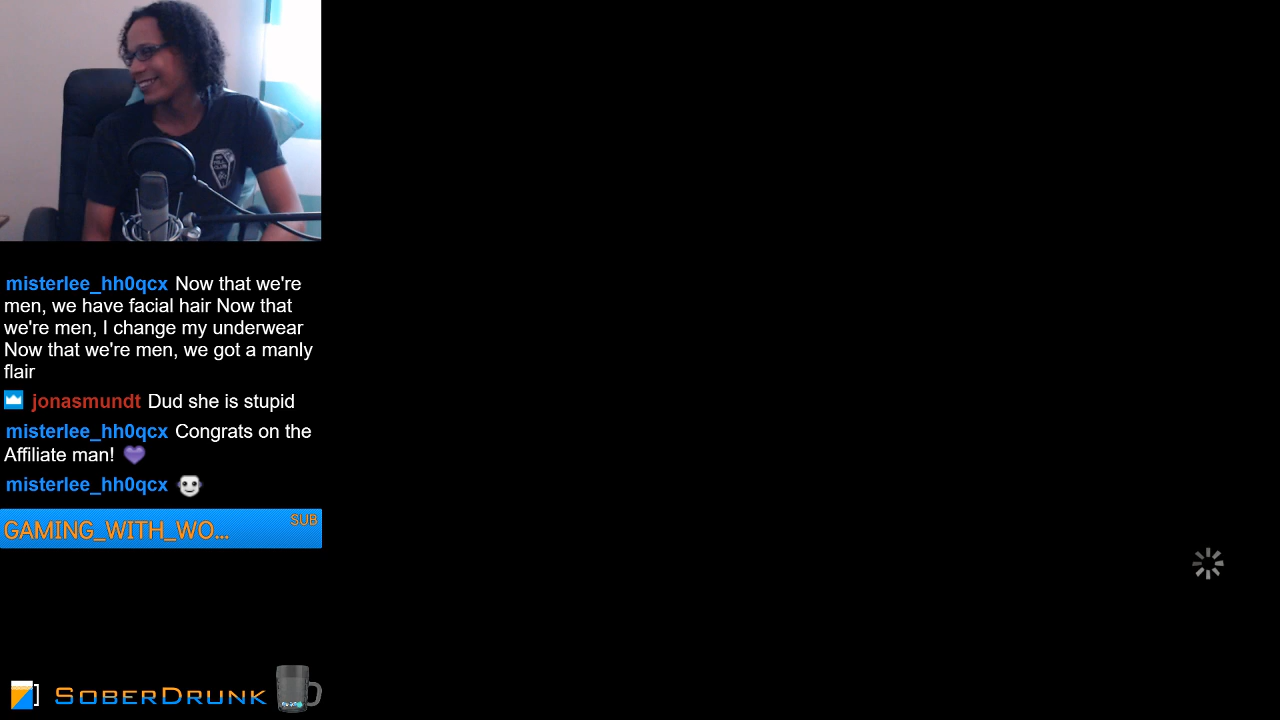 misterlee_hh0qcx Now that we're
men, we have facial hair Now that
we're men, I change my underwear
Now that we're men, we got a manly
flair
jonasmundt Dud she is stupid
misterlee_hh0qcx Congrats on the
Affiliate man!
misterlee_hh0qcx
SUB
GAMING_WITH_WO...
SOBERDRUNK